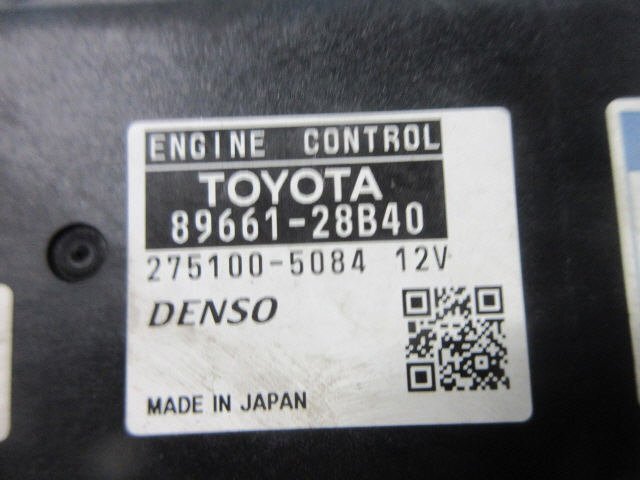 ENGINE CONTROL
TOYOTA
89661-28B40
275100-5084 12V
DENSO
MADE IN JAPAN